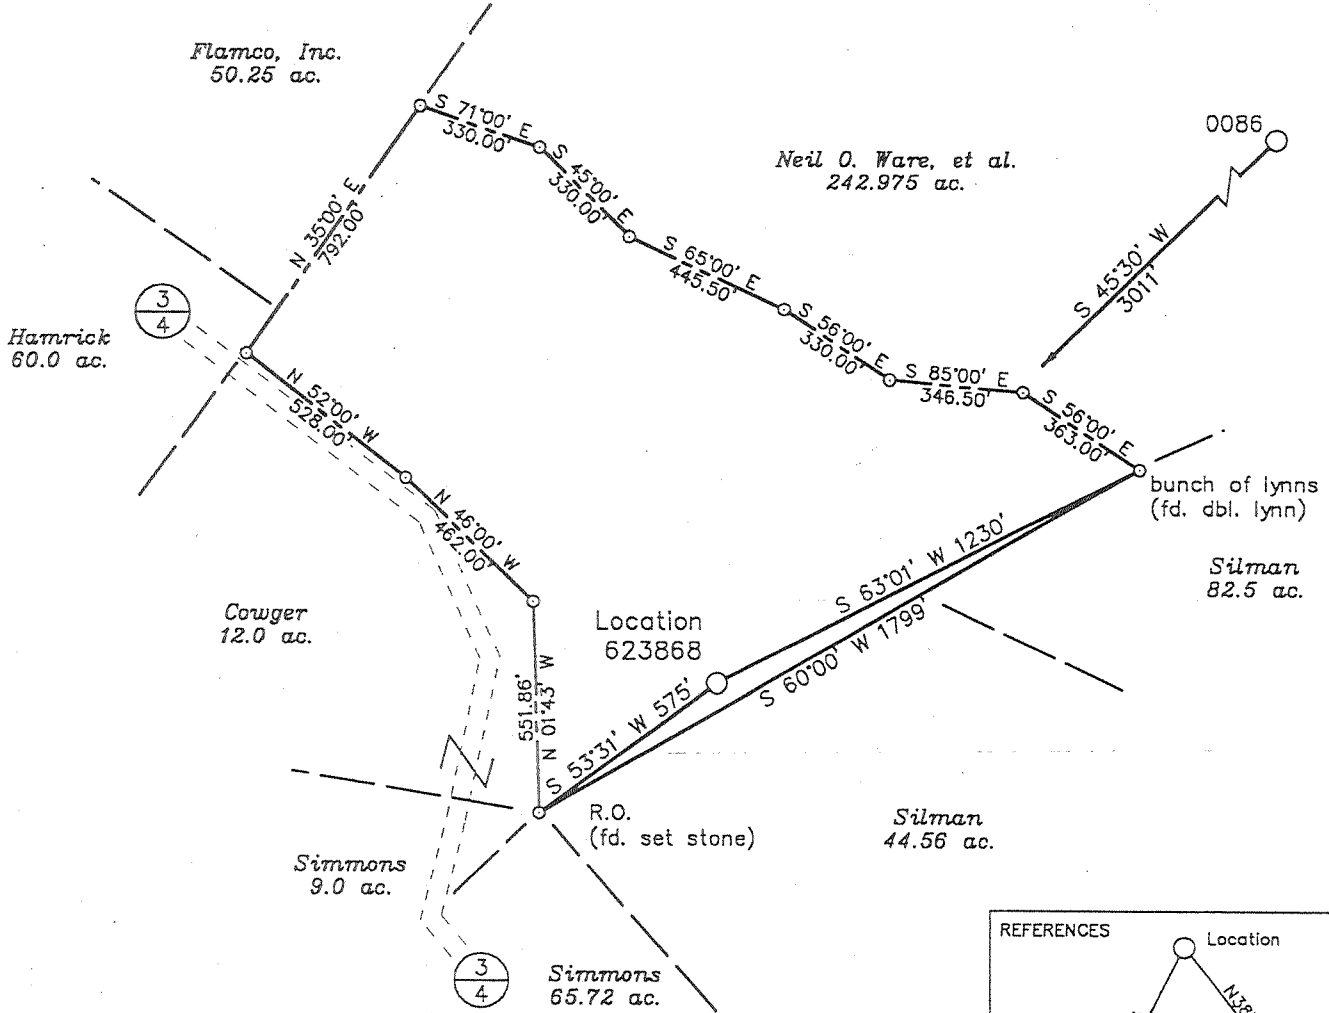 Flamco, Inc.
50.25 ac.
0086
S 71°00' E
330.00'
Neil O. Ware, et al.
242.975 ac.
S 45°00' E
330.00'
N 35°00' E
792.00'
S 65°00' E
445.50'
S 45°30' W
3011'
3
4
Hamrick
60.0 ac.
S 56°00' E
330.00'
S 85°00' E
346.50'
S 56°00' E
363.00'
N 52°00' W
528.00'
bunch of lynns
(fd. dbl. lynn)
N 46°00' W
462.00'
S 63°01' W 1230'
Silman
82.5 ac.
Cowger
12.0 ac.
Location
623868
S 60°00' W 1799'
551.86'
N 01°43' W
S 53°31' W 575'
R.O.
(fd. set stone)
Silman
44.56 ac.
Simmons
9.0 ac.
REFERENCES
Location
3
4
Simmons
65.72 ac.